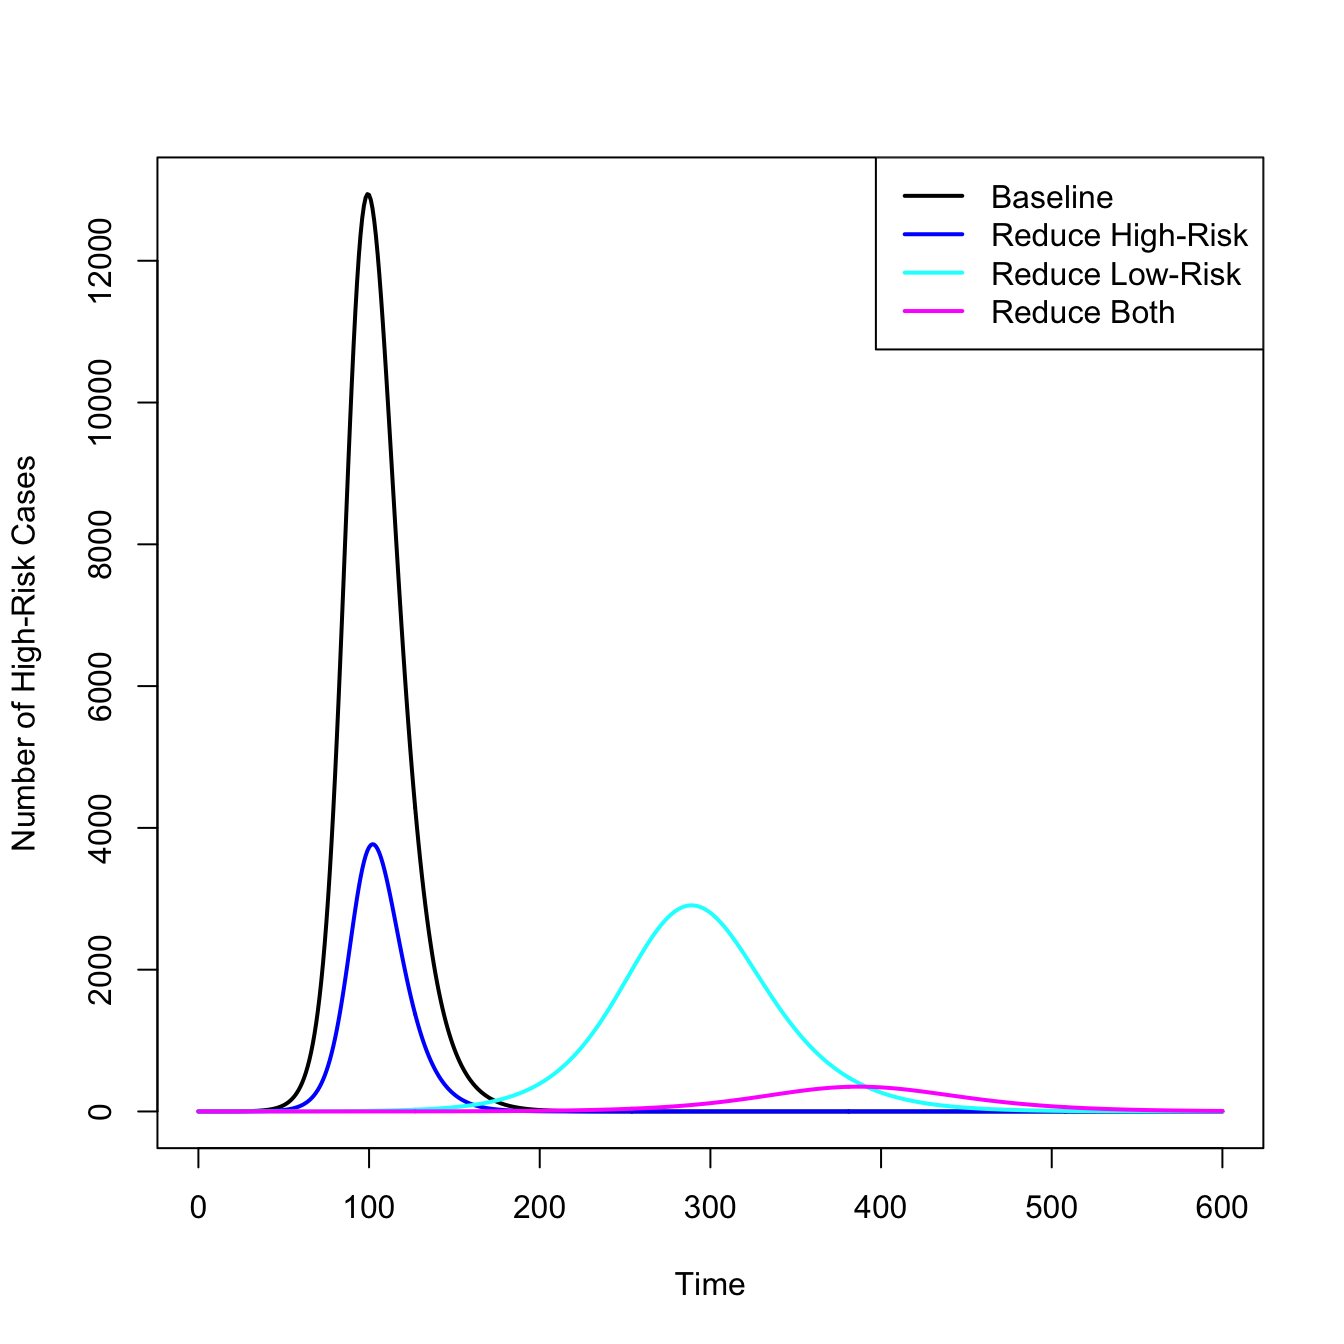 Baseline
Reduce High-Risk
Reduce Low-Risk
Reduce Both
Number of High-Risk Cases
12000
10000
8000
6000
4000
2000
0
0 100 200 300 400 500 600
Time